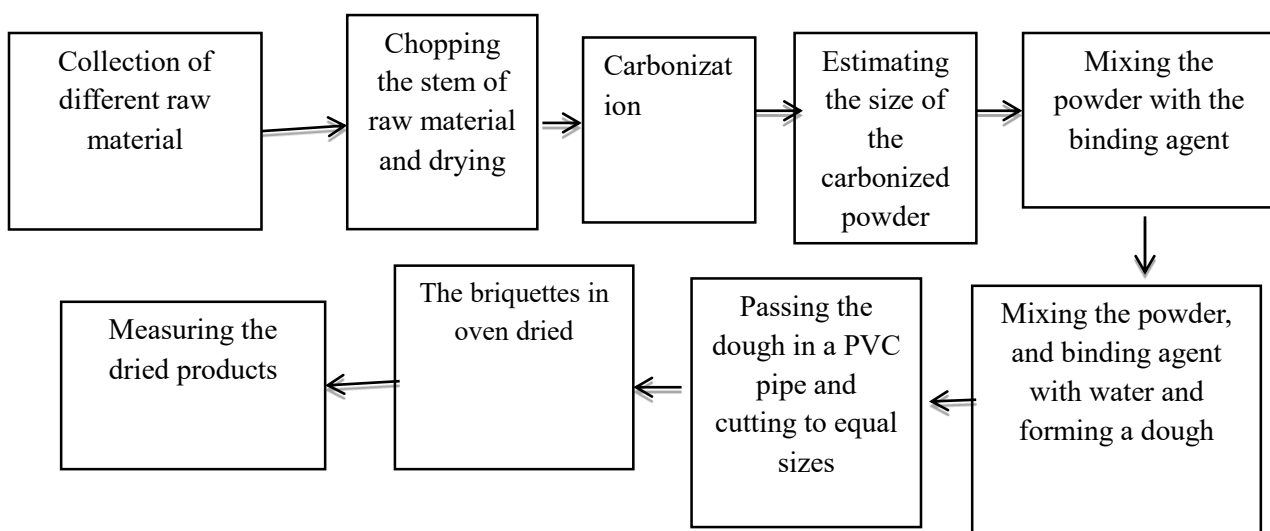 Collection of
different raw
material
Chopping
the stem of
raw material
and drying
Carbonizat
ion
Estimating
the size of
the
carbonized
powder
Mixing the
powder with the
binding agent
Mixing the powder,
and binding agent
with water and
forming a dough
Passing the
dough in a PVC
pipe and
cutting to equal
sizes
The briquettes in
oven dried
Measuring the
dried products